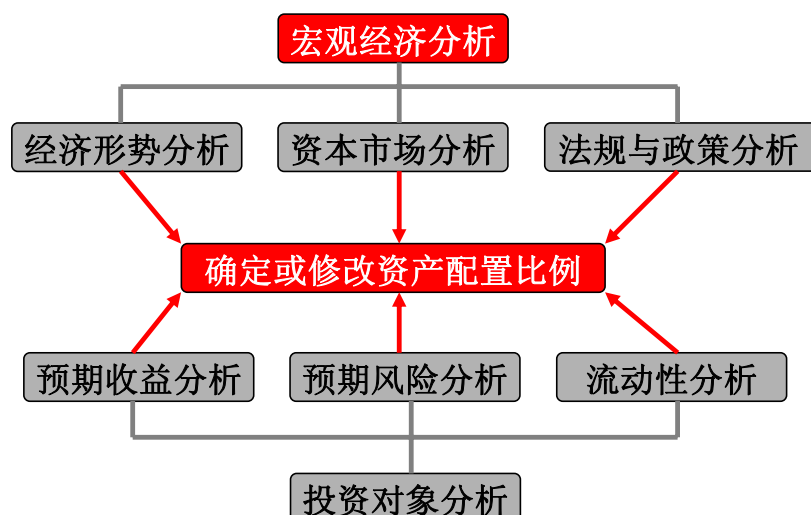 宏观经济分析
经济形势分析
资本市场分析
法规与政策分析
确定或修改资产配置比例
预期收益分析
预期风险分析
流动性分析
投资对象分析